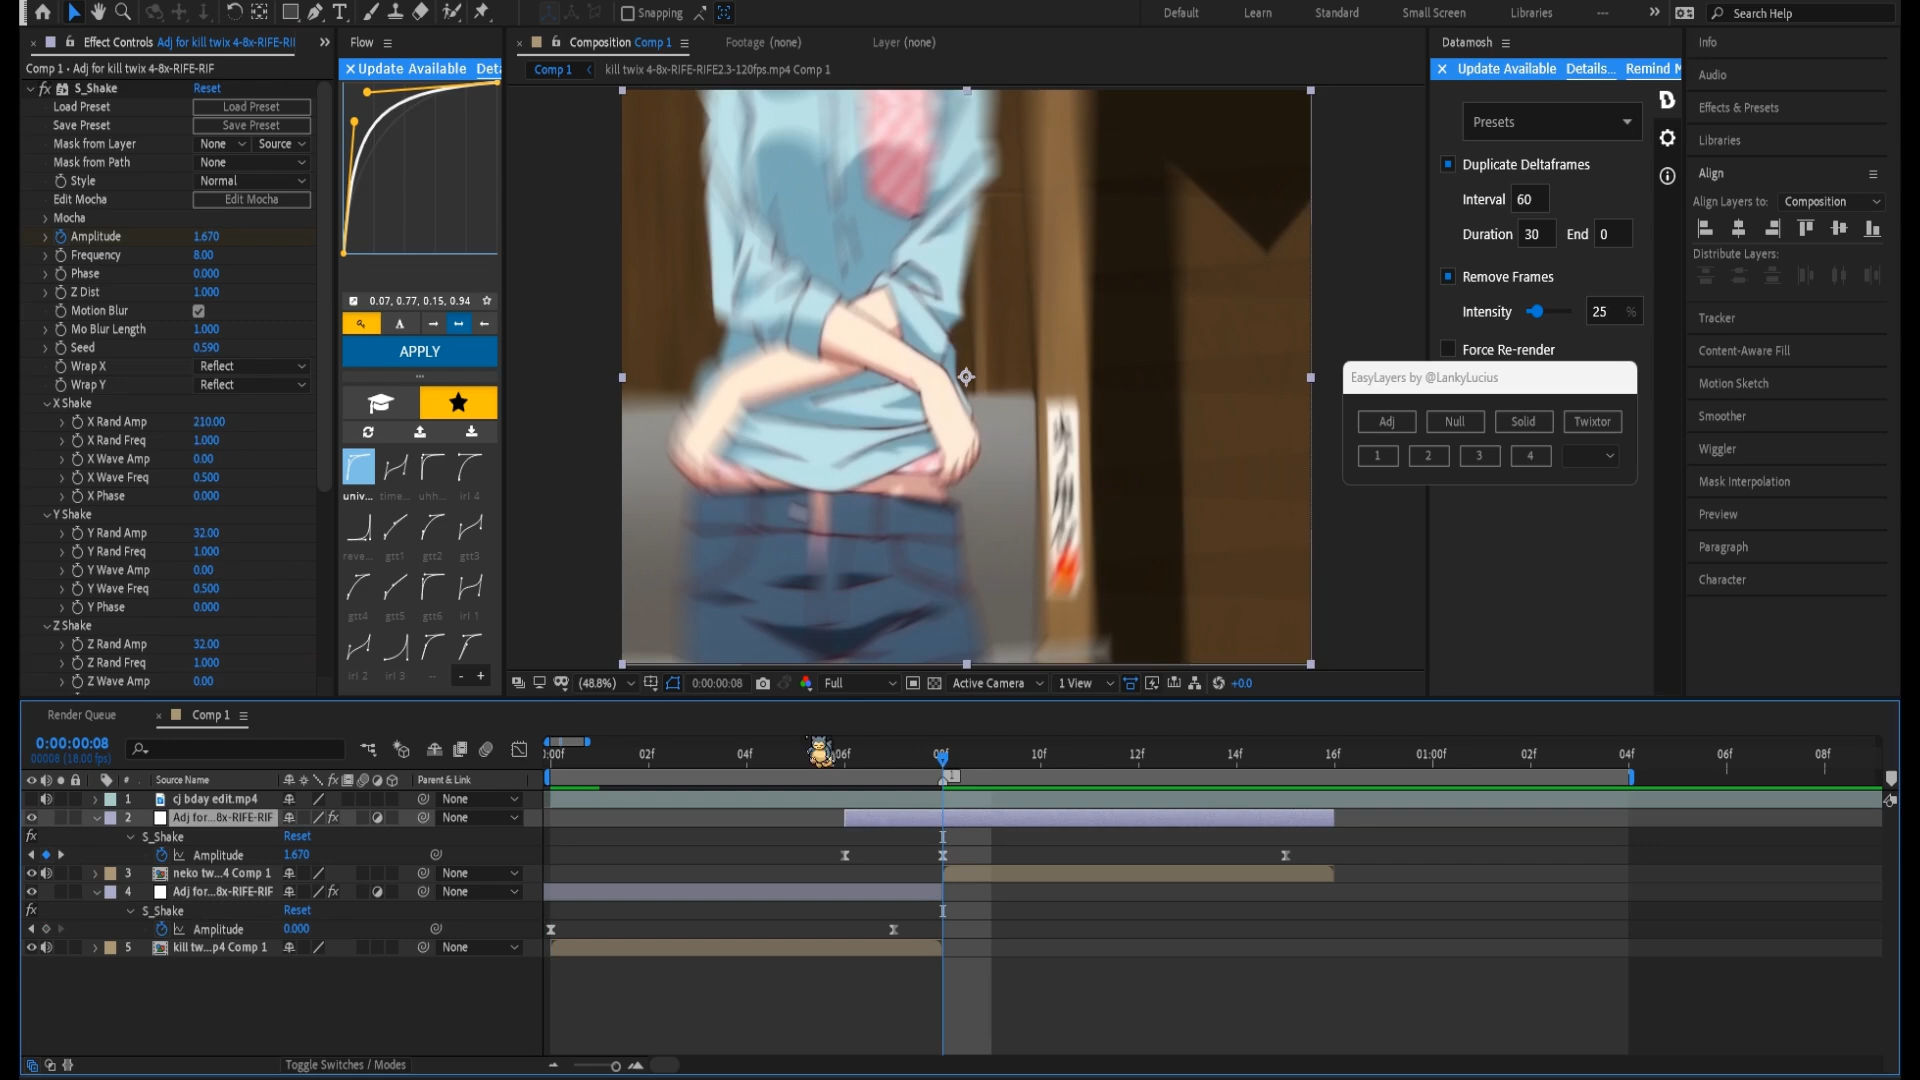 Snapping
Default
Learn
Standard
Small Screen
Libraries
Search Help
Effect Controls Adj for kill twix 4-8x-RIFE-RI
Flow
Composition Comp 1
Footage (none)
Layer (none)
Datamosh
Info
Comp 1 • Adj for kill twix 4-8x-RIFE-RIF
Update Available
Comp 1
kill twix 4-8x-RIFE-RIFE2.3-120fps.mp4 Comp 1
Update Available
Details...
Audio
fx S_Shake
Reset
Load Preset
Load Preset
Save Preset
Save Preset
Mask from Layer
None
Source
Mask from Path
None
Style
Normal
Edit Mocha
Edit Mocha
Mocha
Amplitude
1.670
Frequency
8.00
Phase
0.000
Z Dist
1.000
Motion Blur
Mo Blur Length
1.000
Seed
0.590
Wrap X
Reflect
Wrap Y
Reflect
X Shake
X Rand Amp
210.00
X Rand Freq
1.000
X Wave Amp
0.00
X Wave Freq
0.500
X Phase
0.000
Y Shake
Y Rand Amp
32.00
Y Rand Freq
1.000
Y Wave Amp
0.00
Y Wave Freq
0.500
Y Phase
0.000
Z Shake
Z Rand Amp
32.00
Z Rand Freq
1.000
Z Wave Amp
0.00
0.07, 0.77, 0.15, 0.94
A
APPLY
univ...
time...
uhh...
irl 4
reve...
gtt1
gtt2
gtt3
gtt4
gtt5
gtt6
irl 1
irl 2
irl 3
--
- +
Presets
Duplicate Deltaframes
Interval 60
Duration 30 End 0
Remove Frames
Intensity 25 %
Force Re-render
EasyLayers by @LankyLucius
Adj
Null
Solid
Twixtor
1
2
3
4
Effects & Presets
Libraries
Align
Align Layers to: Composition
Distribute Layers:
Tracker
Content-Aware Fill
Motion Sketch
Smoother
Wiggler
Mask Interpolation
Preview
Paragraph
Character
(48.8%)
0:00:00:08
Full
Active Camera
1 View
+0.0
Render Queue
Comp 1
0:00:00:08
00008 (18.00 fps)
02f
04f
06f
10f
12f
14f
16f
01:00f
02f
04f
06f
08f
# Source Name
fx
Parent & Link
1 cj bday edit.mp4
None
2 Adj for...8x-RIFE-RIF
fx
None
fx S_Shake
Reset
Amplitude
1.670
3 neko tw...4 Comp 1
None
4 Adj for...8x-RIFE-RIF
fx
None
fx S_Shake
Reset
Amplitude
0.000
5 kill tw...p4 Comp 1
None
1
Toggle Switches / Modes